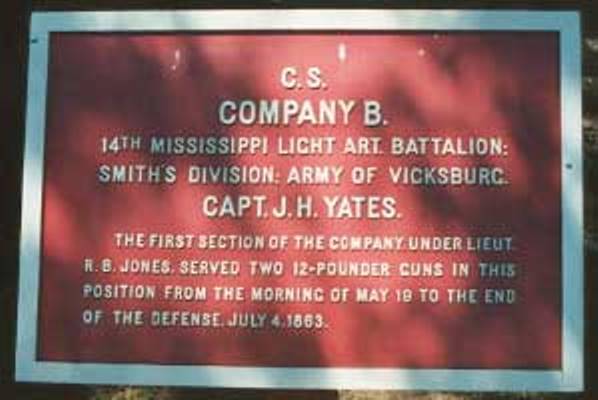 C.S.
COMPANY B.
14TH MISSISSIPPI LIGHT ART. BATTALION:
SMITH'S DIVISION: ARMY OF VICKSBURG.
CAPT. J. H. YATES.
THE FIRST SECTION OF THE COMPANY, UNDER LIEUT.
R. B. JONES, SERVED TWO 12-POUNDER GUNS IN THIS
POSITION FROM THE MORNING OF MAY 19 TO THE END
OF THE DEFENSE, JULY 4, 1863.